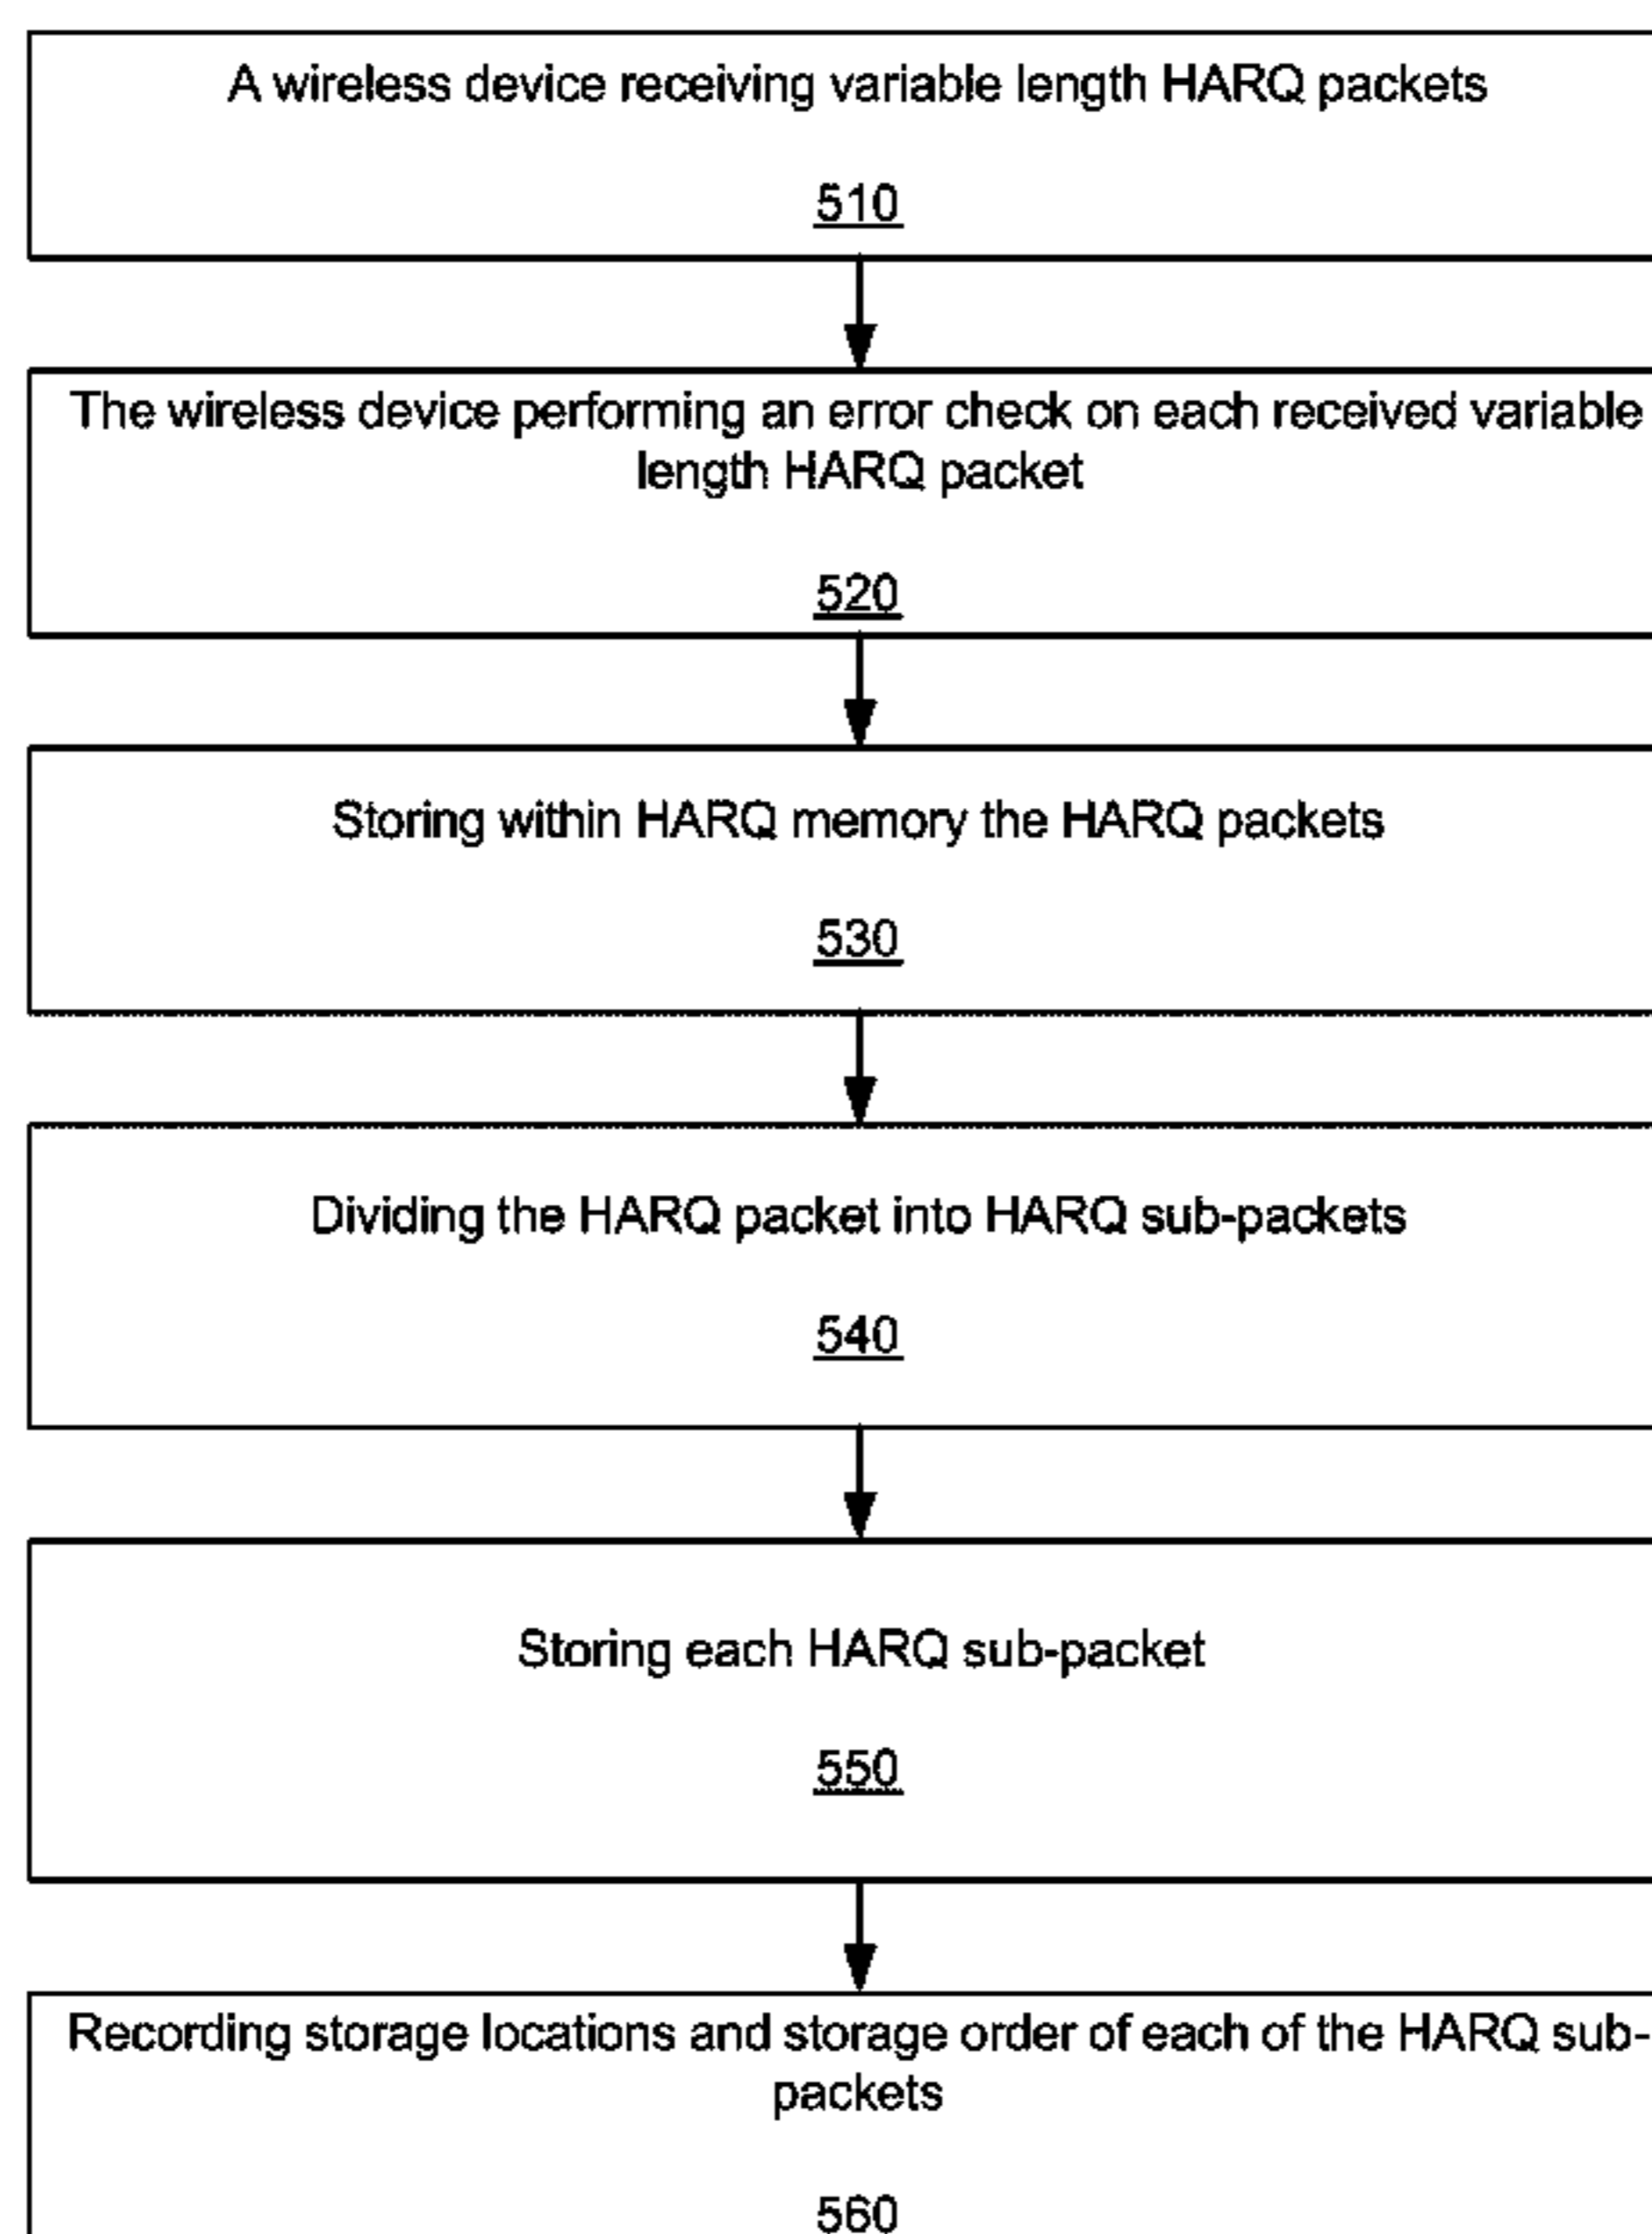 A wireless device receiving variable length HARQ packets
510
The wireless device performing an error check on each received variable
length HARQ packet
520
Storing within HARQ memory the HARQ packets
530
Dividing the HARQ packet into HARQ sub-packets
540
Storing each HARQ sub-packet
550
Recording storage locations and storage order of each of the HARQ sub-
packets
560